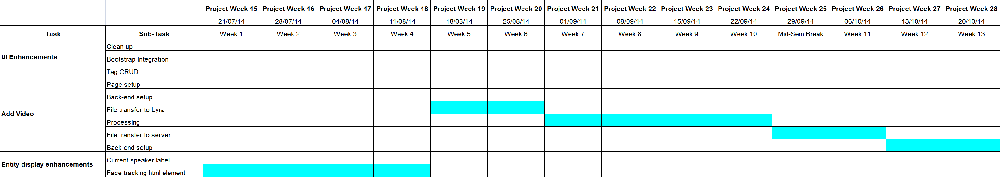 Project Week 15 Project Week 16 Project Week 17 Project Week 18 Project Week 19 Project Week 20 Project Week 21 Project Week 22 Project Week 23 Project Week 24 Project Week 25 Project Week 26 Project Week 27 Project Week 28
21/07/14 28/07/14 04/08/14 11/08/14 18/08/14 25/08/14 01/09/14 08/09/14 15/09/14 22/09/14 29/09/14 06/10/14 13/10/14 20/10/14
Task Sub-Task Week 1 Week 2 Week 3 Week 4 Week 5 Week 6 Week 7 Week 8 Week 9 Week 10 Mid-Sem Break Week 11 Week 12 Week 13
UI Enhancements
Clean up
Bootstrap Integration
Tag CRUD
Add Video
Page setup
Back-end setup
File transfer to Lyra
Processing
File transfer to server
Back-end setup
Entity display enhancements
Current speaker label
Face tracking html element